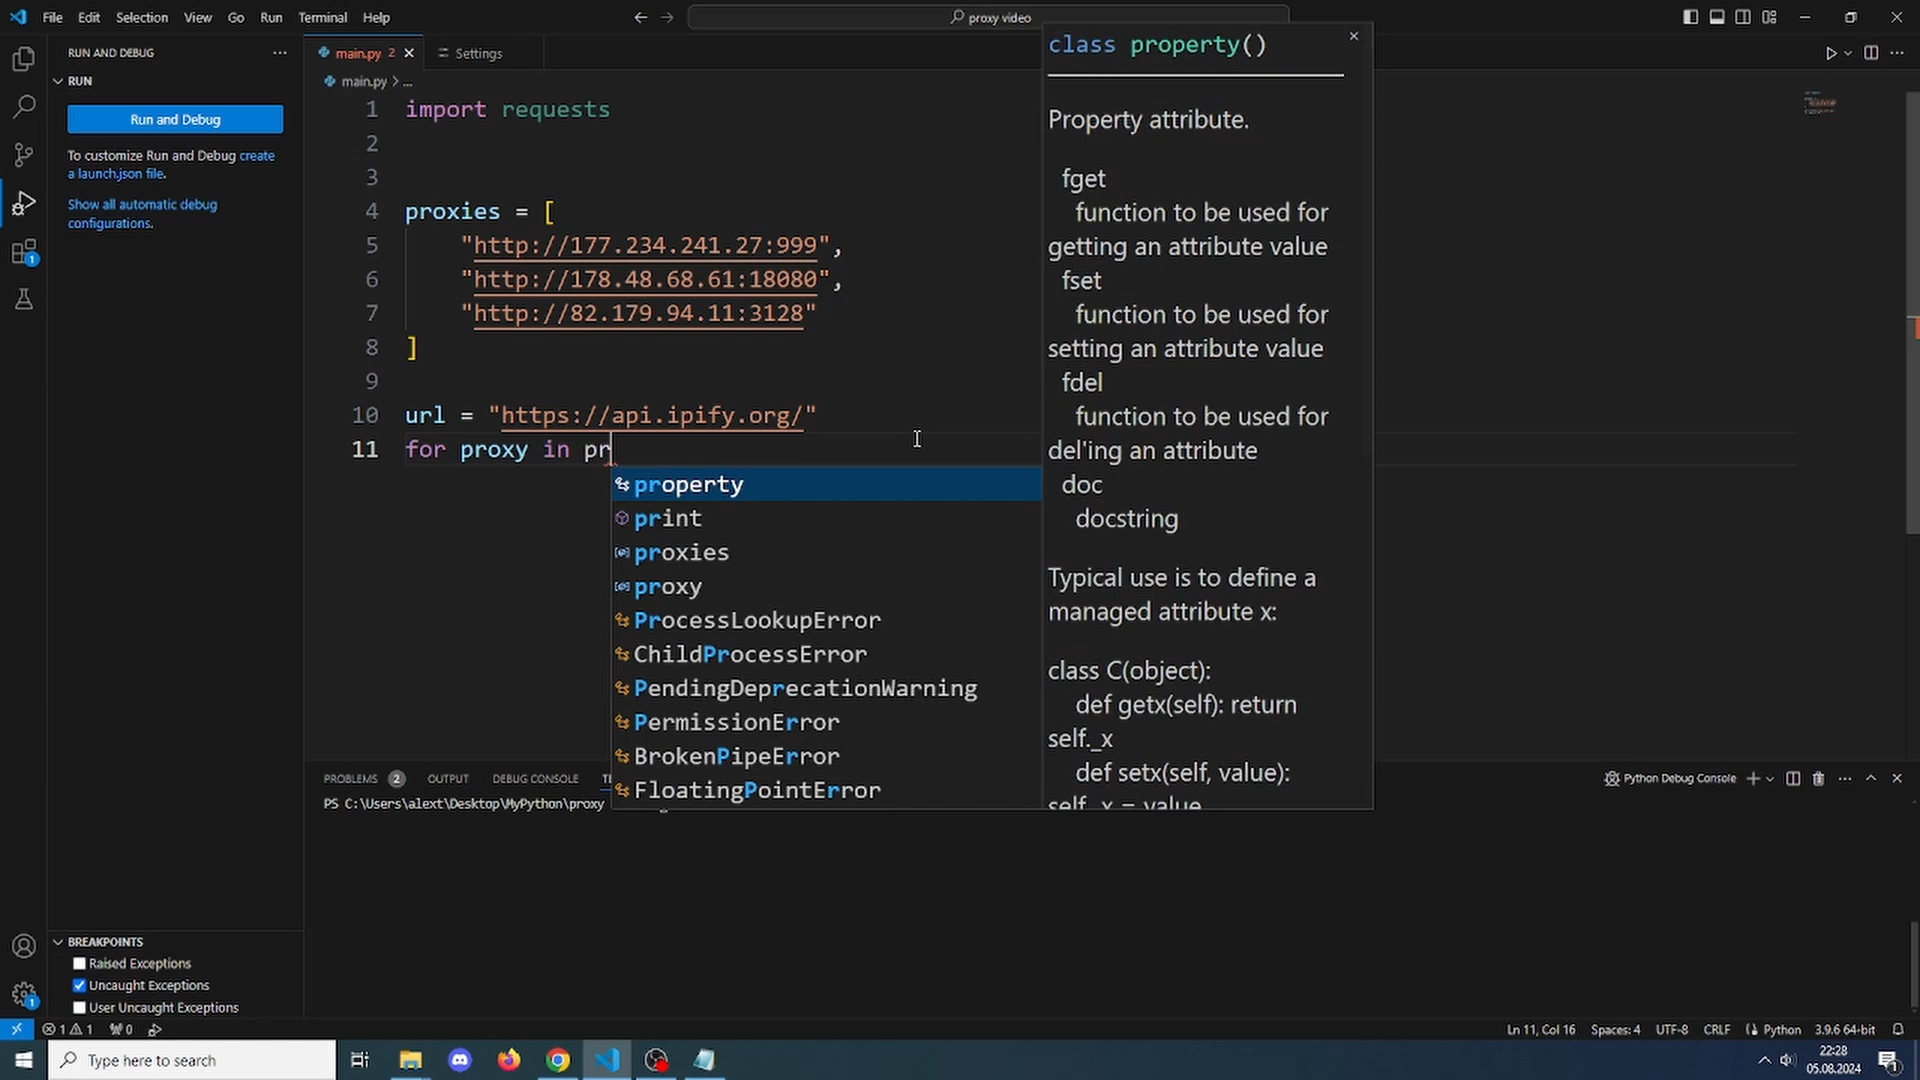 File Edit Selection View Go Run Terminal Help
proxy video
RUN AND DEBUG
RUN
Run and Debug
To customize Run and Debug create
a launch.json file.
Show all automatic debug
configurations.
main.py 2
Settings
main.py > ...
1 import requests
2
3
4 proxies = [
5 "http://177.234.241.27:999",
6 "http://178.48.68.61:18080",
7 "http://82.179.94.11:3128"
8 ]
9
10 url = "https://api.ipify.org/"
11 for proxy in pr
property
print
proxies
proxy
ProcessLookupError
ChildProcessError
PendingDeprecationWarning
PermissionError
BrokenPipeError
FloatingPointError
class property()
Property attribute.
fget
function to be used for
getting an attribute value
fset
function to be used for
setting an attribute value
fdel
function to be used for
del'ing an attribute
doc
docstring
Typical use is to define a
managed attribute x:
class C(object):
def getx(self): return
self._x
def setx(self, value):
self._x = value
PROBLEMS 2 OUTPUT DEBUG CONSOLE
Python Debug Console
PS C:\Users\alext\Desktop\MyPython\proxy
BREAKPOINTS
Raised Exceptions
Uncaught Exceptions
User Uncaught Exceptions
1 1 0
Ln 11, Col 16 Spaces: 4 UTF-8 CRLF Python 3.9.6 64-bit
Type here to search
22:28
05.08.2024